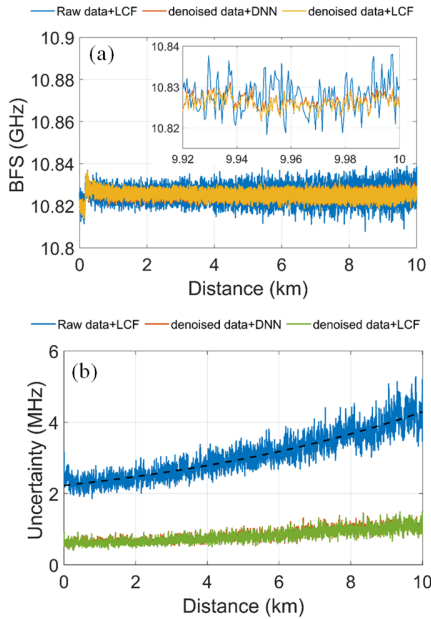 Raw data+LCF denoised data+DNN denoised data+LCF
(a)
10.9
10.88
10.86
10.84
10.82
10.8
BFS (GHz)
10.84
10.83
10.82
9.92 9.94 9.96 9.98 10
0 2 4 6 8 10
Distance (km)
Raw data+LCF denoised data+DNN denoised data+LCF
(b)
6
4
2
0
Uncertainty (MHz)
0 2 4 6 8 10
Distance (km)